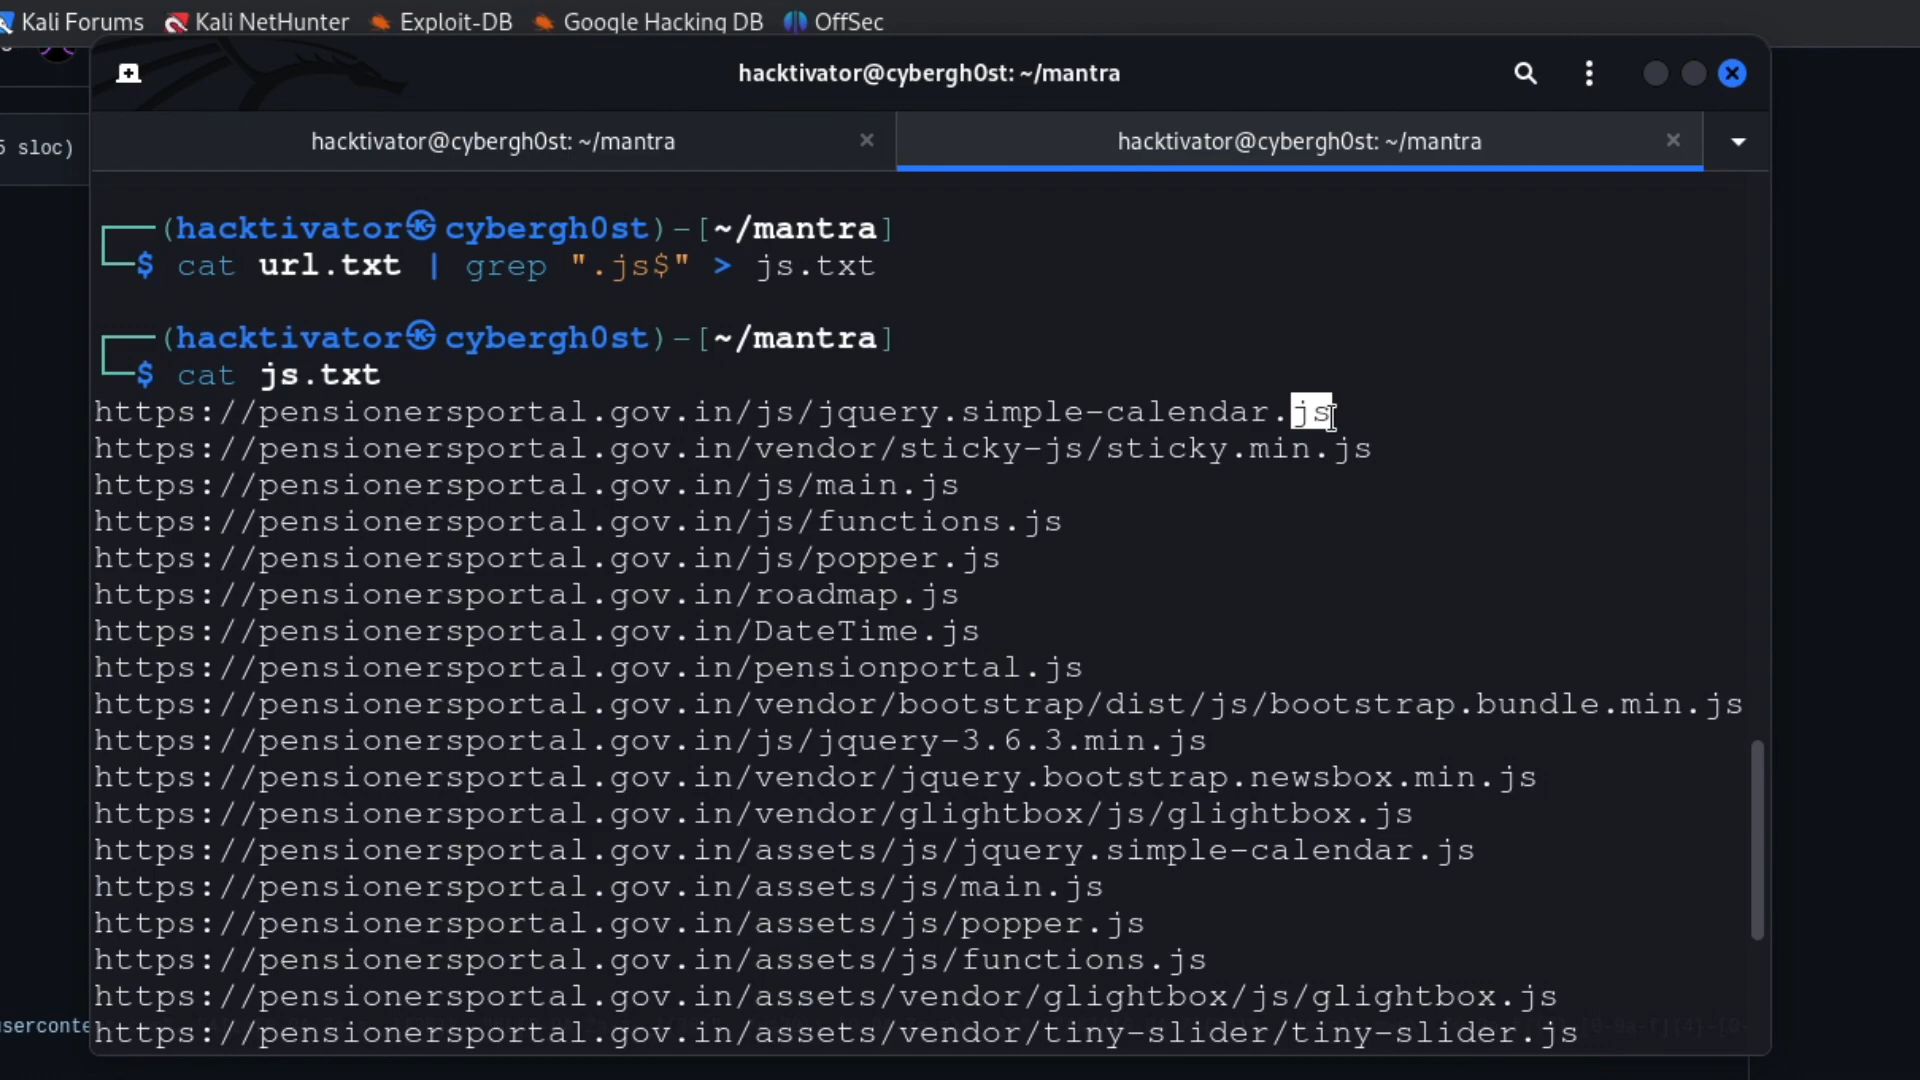 Kali Forums Kali NetHunter Exploit-DB Google Hacking DB OffSec
hacktivator@cybergh0st: ~/mantra
hacktivator@cybergh0st: ~/mantra
hacktivator@cybergh0st: ~/mantra
5 sloc)
(hacktivator㉿cybergh0st)-[~/mantra]
$ cat url.txt | grep ".js$" > js.txt
(hacktivator㉿cybergh0st)-[~/mantra]
$ cat js.txt
https://pensionersportal.gov.in/js/jquery.simple-calendar.js
https://pensionersportal.gov.in/vendor/sticky-js/sticky.min.js
https://pensionersportal.gov.in/js/main.js
https://pensionersportal.gov.in/js/functions.js
https://pensionersportal.gov.in/js/popper.js
https://pensionersportal.gov.in/roadmap.js
https://pensionersportal.gov.in/DateTime.js
https://pensionersportal.gov.in/pensionportal.js
https://pensionersportal.gov.in/vendor/bootstrap/dist/js/bootstrap.bundle.min.js
https://pensionersportal.gov.in/js/jquery-3.6.3.min.js
https://pensionersportal.gov.in/vendor/jquery.bootstrap.newsbox.min.js
https://pensionersportal.gov.in/vendor/glightbox/js/glightbox.js
https://pensionersportal.gov.in/assets/js/jquery.simple-calendar.js
https://pensionersportal.gov.in/assets/js/main.js
https://pensionersportal.gov.in/assets/js/popper.js
https://pensionersportal.gov.in/assets/js/functions.js
https://pensionersportal.gov.in/assets/vendor/glightbox/js/glightbox.js
serconte
https://pensionersportal.gov.in/assets/vendor/tiny-slider/tiny-slider.js